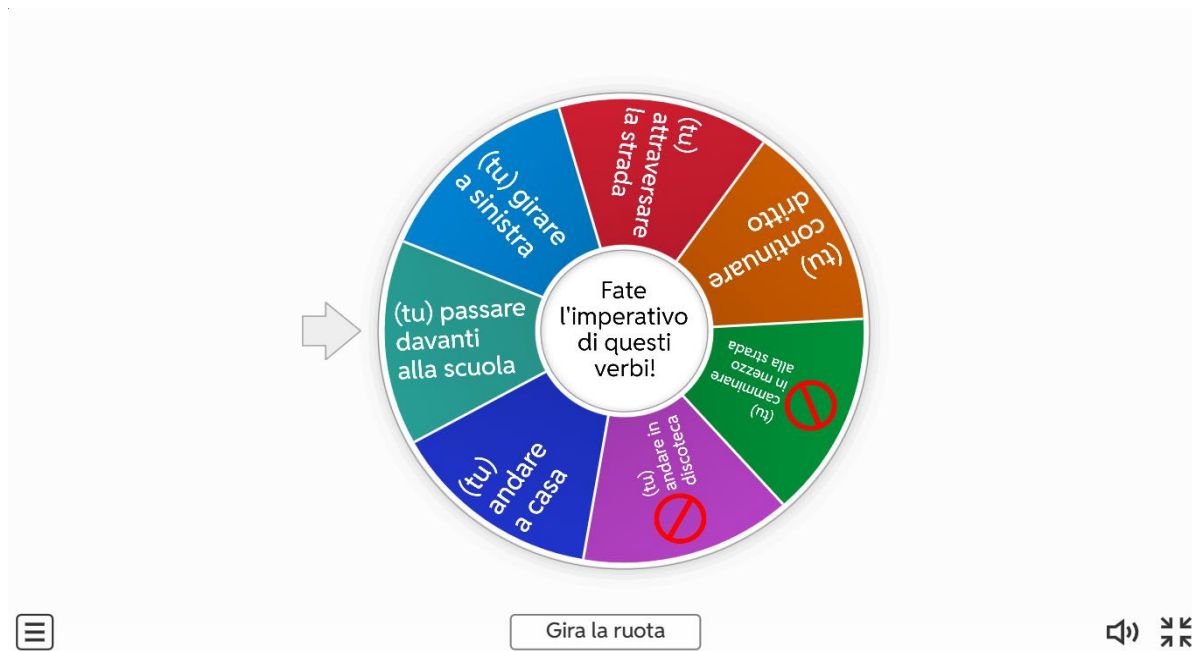 Fate
l'imperativo
di questi
verbi!
(tu) passare
davanti
alla scuola
(tu) girare
a sinistra
(tu)
attraversare
la strada
(tu)
continuare
dritto
(tu)
camminare
in mezzo
alla strada
(tu)
andare in
discoteca
(tu)
andare
a casa
Gira la ruota